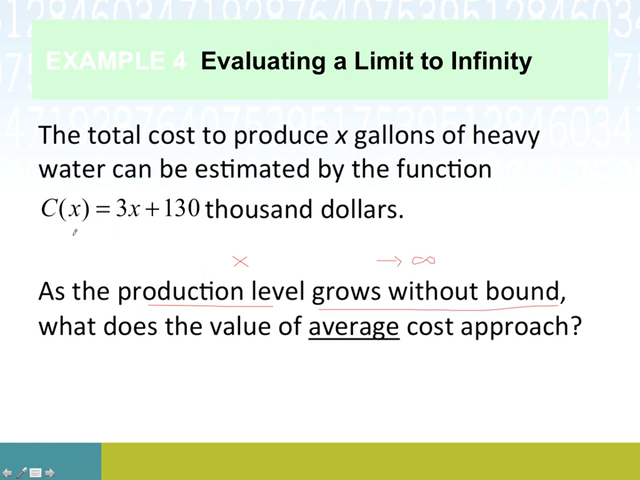 EXAMPLE 4 Evaluating a Limit to Infinity
The total cost to produce x gallons of heavy
water can be estimated by the function
C(x) = 3x + 130 thousand dollars.
x → ∞
As the production level grows without bound,
what does the value of average cost approach?